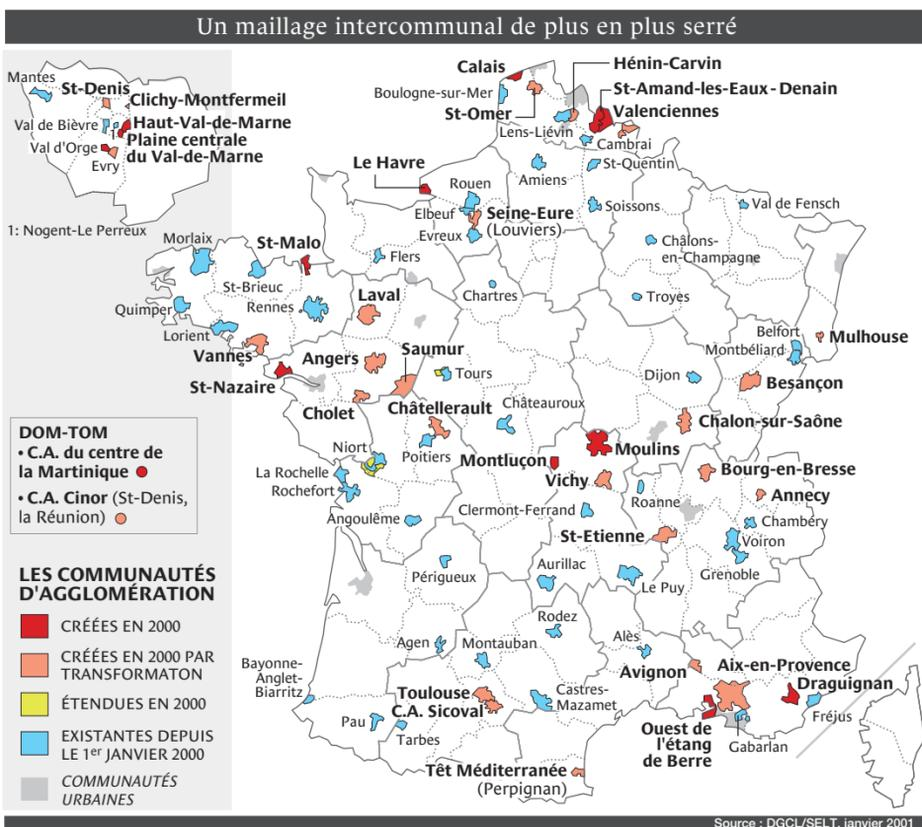 Un maillage intercommunal de plus en plus serré
Mantes
St-Denis
Clichy-Montfermeil
Val de Bièvre
Haut-Val-de-Marne
1
Plaine centrale
du Val-de-Marne
Val d'Orge
Evry
1: Nogent-Le Perreux
Calais
Hénin-Carvin
Boulogne-sur-Mer
St-Amand-les-Eaux - Denain
St-Omer
Valenciennes
Lens-Liévin
Cambrai
Le Havre
St-Quentin
Amiens
Rouen
Elbeuf
Seine-Eure
(Louviers)
Evreux
Soissons
Val de Fensch
Morlaix
St-Malo
Flers
Châlons-
en-Champagne
St-Brieuc
Chartres
Troyes
Quimper
Rennes
Laval
Lorient
Belfort
Mulhouse
Montbéliard
Vannes
Angers
Saumur
Tours
Dijon
Besançon
St-Nazaire
Cholet
Châtellerault
Châteauroux
Chalon-sur-Saône
DOM-TOM
• C.A. du centre de
la Martinique
• C.A. Cinor (St-Denis,
la Réunion)
Niort
Poitiers
Montluçon
Moulins
La Rochelle
Rochefort
Vichy
Bourg-en-Bresse
Roanne
Annecy
Angoulême
Clermont-Ferrand
Chambéry
St-Etienne
Voiron
Grenoble
Périgueux
Aurillac
Le Puy
LES COMMUNAUTÉS
D'AGGLOMÉRATION
CRÉÉES EN 2000
CRÉÉES EN 2000 PAR
TRANSFORMATON
ÉTENDUES EN 2000
EXISTANTES DEPUIS
LE 1er JANVIER 2000
COMMUNAUTÉS
URBAINES
Rodez
Agen
Montauban
Alès
Avignon
Aix-en-Provence
Bayonne-
Anglet-
Biarritz
Toulouse
C.A. Sicoval
Castres-
Mazamet
Draguignan
Fréjus
Pau
Tarbes
Ouest de
l'étang
de Berre
Gabarlan
Têt Méditerranée
(Perpignan)
Source : DGCL/SELT, janvier 2001